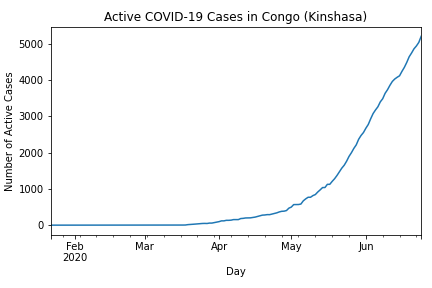 Active COVID-19 Cases in Congo (Kinshasa)
Number of Active Cases
5000
4000
3000
2000
1000
0
Feb Mar Apr May Jun
2020
Day